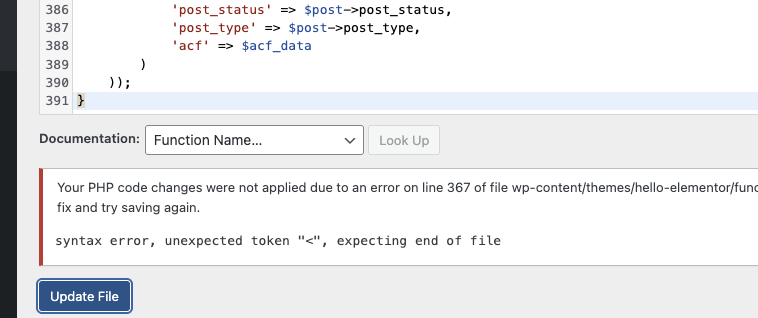 386 'post_status' => $post->post_status,
387 'post_type' => $post->post_type,
388 'acf' => $acf_data
389 )
390 ));
391 }
Documentation: Function Name... Look Up
Your PHP code changes were not applied due to an error on line 367 of file wp-content/themes/hello-elementor/func
fix and try saving again.
syntax error, unexpected token "<", expecting end of file
Update File